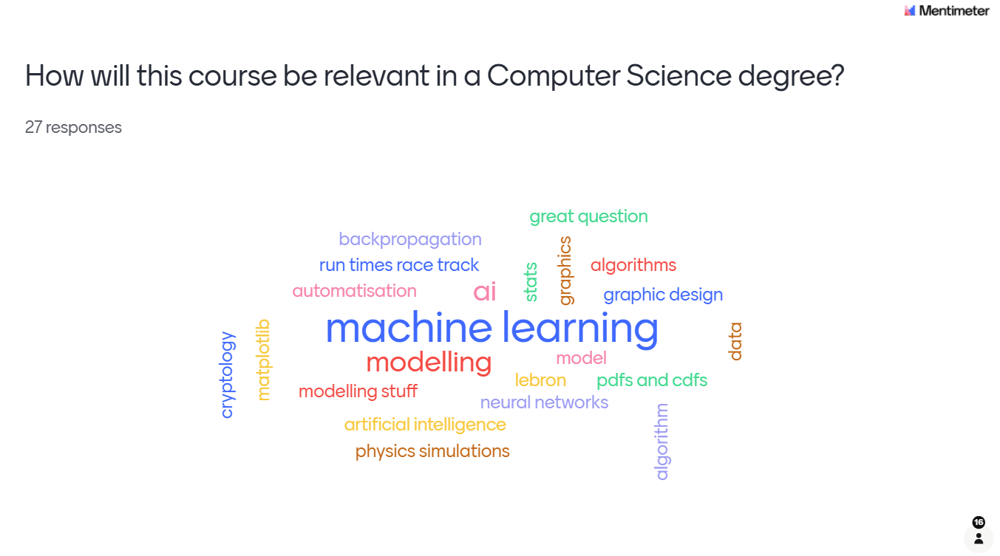 Mentimeter
How will this course be relevant in a Computer Science degree?
27 responses
great question
backpropagation
run times race track
stats
graphics
algorithms
automatisation
ai
graphic design
machine learning
cryptology
matplotlib
data
modelling
model
modelling stuff
lebron
pdfs and cdfs
neural networks
algorithm
artificial intelligence
physics simulations
16